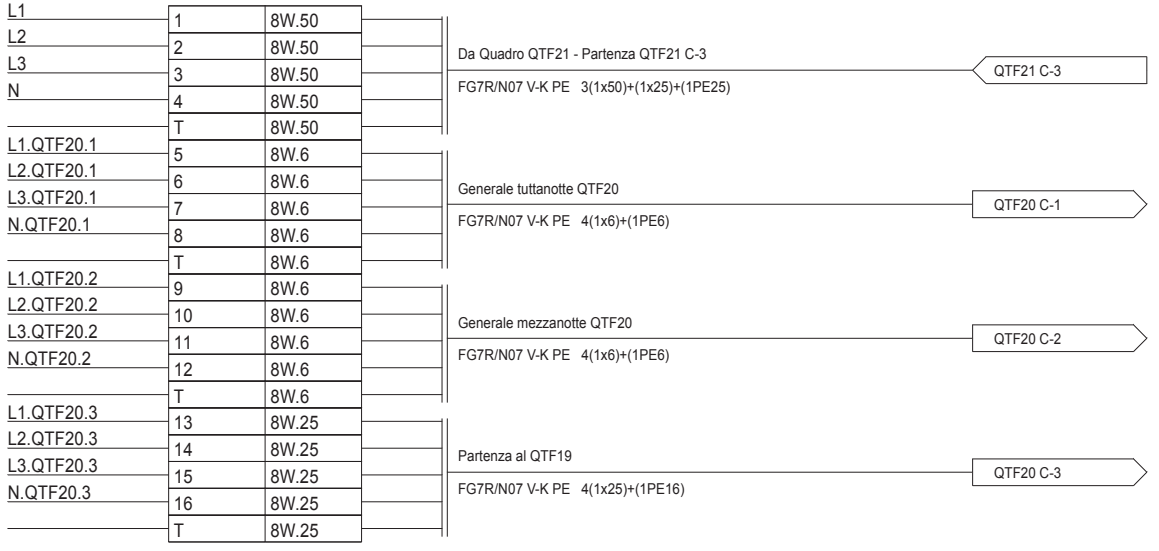 L1
1 8W.50
L2
2 8W.50
L3
3 8W.50
N
4 8W.50
T 8W.50
Da Quadro QTF21 - Partenza QTF21 C-3
FG7R/N07 V-K PE 3(1x50)+(1x25)+(1PE25)
QTF21 C-3
L1.QTF20.1
5 8W.6
L2.QTF20.1
6 8W.6
L3.QTF20.1
7 8W.6
N.QTF20.1
8 8W.6
T 8W.6
Generale tuttanotte QTF20
FG7R/N07 V-K PE 4(1x6)+(1PE6)
QTF20 C-1
L1.QTF20.2
9 8W.6
L2.QTF20.2
10 8W.6
L3.QTF20.2
11 8W.6
N.QTF20.2
12 8W.6
T 8W.6
Generale mezzanotte QTF20
FG7R/N07 V-K PE 4(1x6)+(1PE6)
QTF20 C-2
L1.QTF20.3
13 8W.25
L2.QTF20.3
14 8W.25
L3.QTF20.3
15 8W.25
N.QTF20.3
16 8W.25
T 8W.25
Partenza al QTF19
FG7R/N07 V-K PE 4(1x25)+(1PE16)
QTF20 C-3